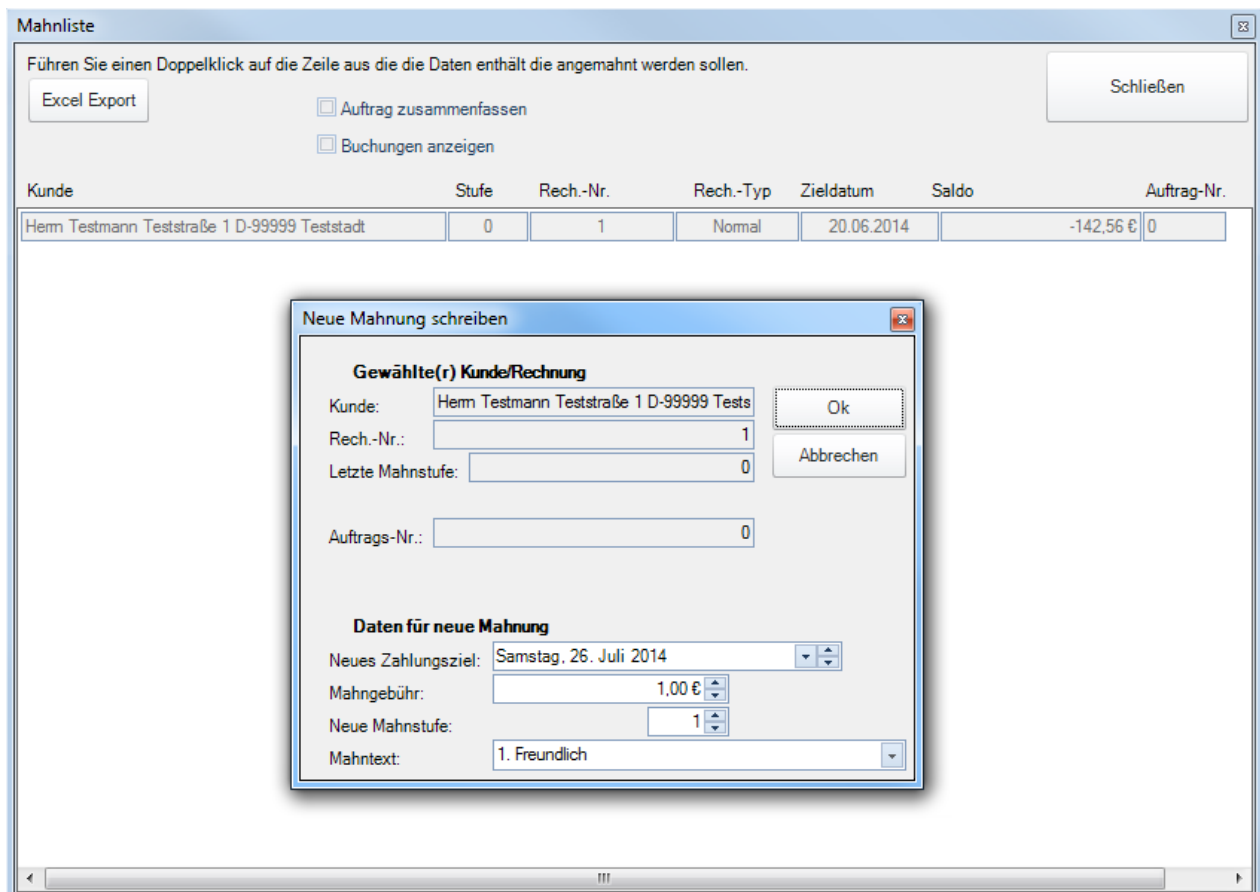 Mahnliste
Führen Sie einen Doppelklick auf die Zeile aus die die Daten enthält die angemahnt werden sollen.
Excel Export
Auftrag zusammenfassen
Buchungen anzeigen
Schließen
Kunde Stufe Rech.-Nr. Rech.-Typ Zieldatum Saldo Auftrag-Nr.
Herrn Testmann Teststraße 1 D-99999 Teststadt 0 1 Normal 20.06.2014 -142,56 € 0
Neue Mahnung schreiben
Gewählte(r) Kunde/Rechnung
Kunde: Herrn Testmann Teststraße 1 D-99999 Tests
Rech.-Nr.: 1
Letzte Mahnstufe: 0
Auftrags-Nr.: 0
Ok
Abbrechen
Daten für neue Mahnung
Neues Zahlungsziel: Samstag, 26. Juli 2014
Mahngebühr: 1,00 €
Neue Mahnstufe: 1
Mahntext: 1. Freundlich